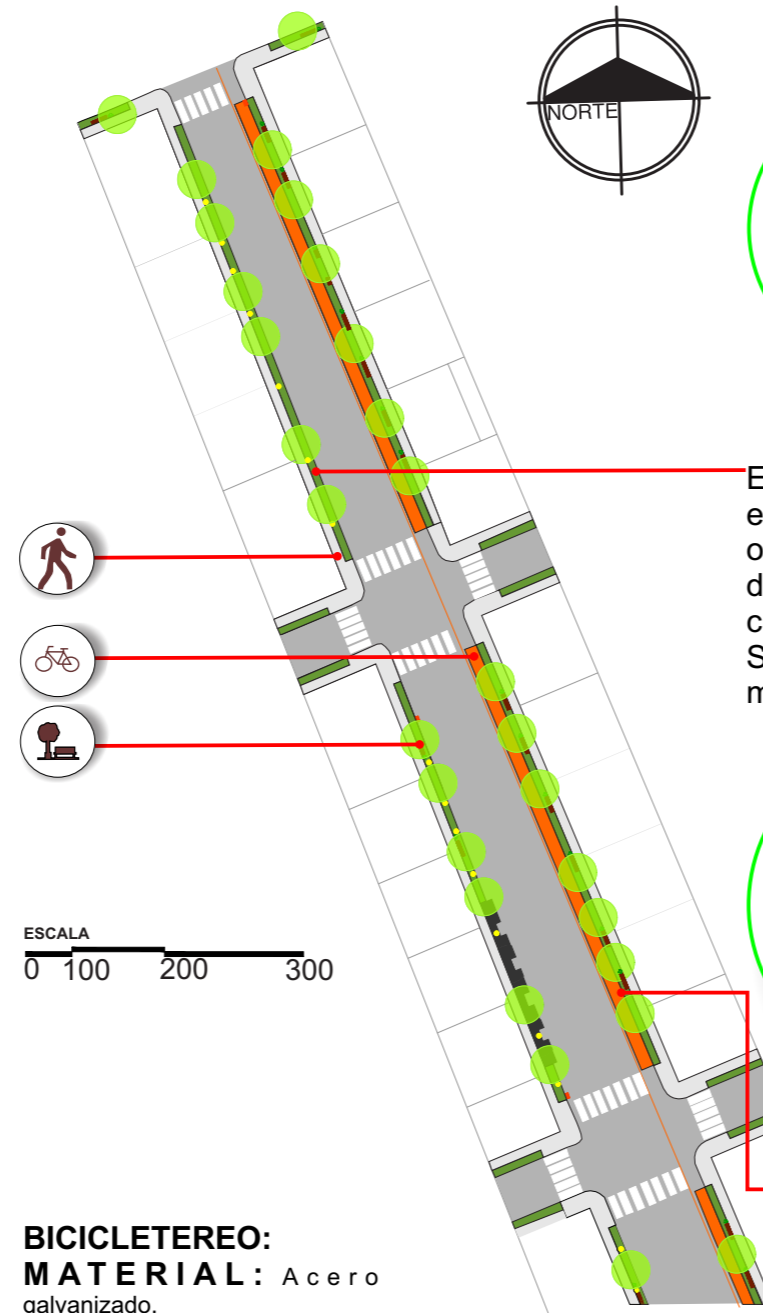 NORTE
E
e
o
d
c
S
m
ESCALA
0 100 200 300
BICICLETEREO:
MATERIAL: Acero
galvanizado.